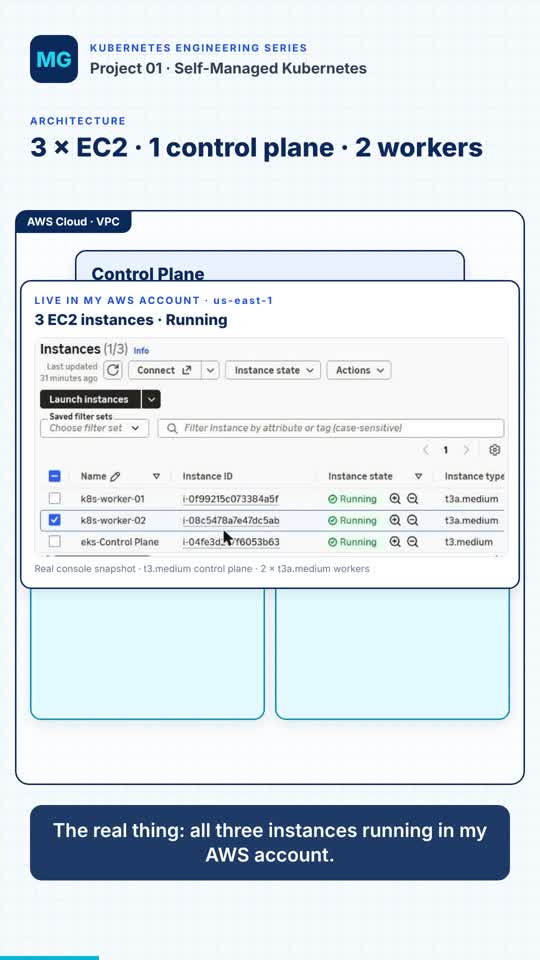 MG
KUBERNETES ENGINEERING SERIES
Project 01 · Self-Managed Kubernetes
ARCHITECTURE
3 × EC2 · 1 control plane · 2 workers
AWS Cloud · VPC
Control Plane
LIVE IN MY AWS ACCOUNT · us-east-1
3 EC2 instances · Running
Instances (1/3) Info
Last updated
31 minutes ago
Connect
Instance state
Actions
Launch instances
Saved filter sets
Choose filter set
Filter Instance by attribute or tag (case-sensitive)
1
Name Instance ID Instance state Instance type
k8s-worker-01 i-0f99215c073384a5f Running t3a.medium
k8s-worker-02 i-08c5478a7e47dc5ab Running t3a.medium
eks-Control Plane Running t3.medium
Real console snapshot · t3.medium control plane · 2 × t3a.medium workers
The real thing: all three instances running in my
AWS account.